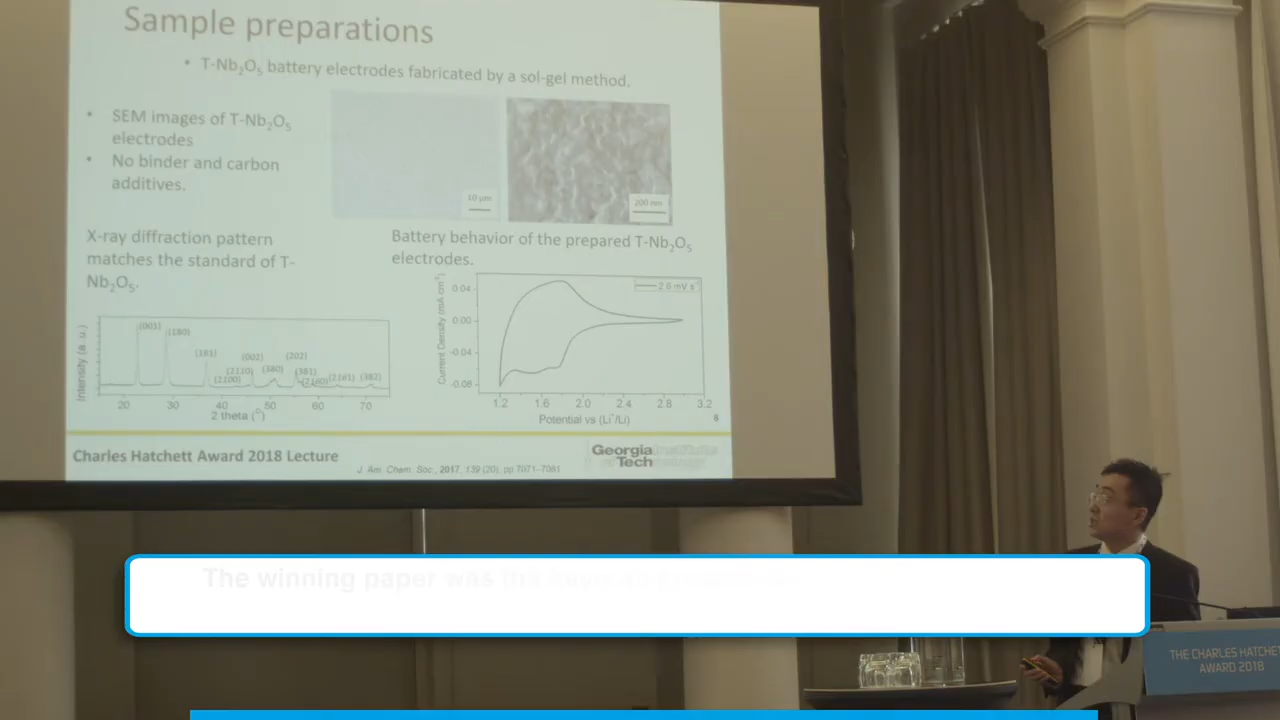 Sample preparations
• T-Nb₂O₅ battery electrodes fabricated by a sol-gel method.
• SEM images of T-Nb₂O₅
electrodes
• No binder and carbon
additives.
10 μm
200 nm
X-ray diffraction pattern
matches the standard of T-
Nb₂O₅.
Battery behavior of the prepared T-Nb₂O₅
electrodes.
Intensity (a. u.)
(001)
(180)
(181)
(2110)
(2100)
(002)
(380)
(202)
(381)
(2180)
(2181)
(382)
20 30 40 50 60 70
2 theta (°)
Current Density (mA cm⁻²)
0.04
0.00
-0.04
-0.08
2.0 mV s⁻¹
1.2 1.6 2.0 2.4 2.8 3.2
Potential vs (Li⁺/Li)
Charles Hatchett Award 2018 Lecture
J. Am. Chem. Soc., 2017, 139 (20), pp 7071–7081
Georgia Institute
Tech
The winning paper was the
THE CHARLES HATCHETT
AWARD 2018